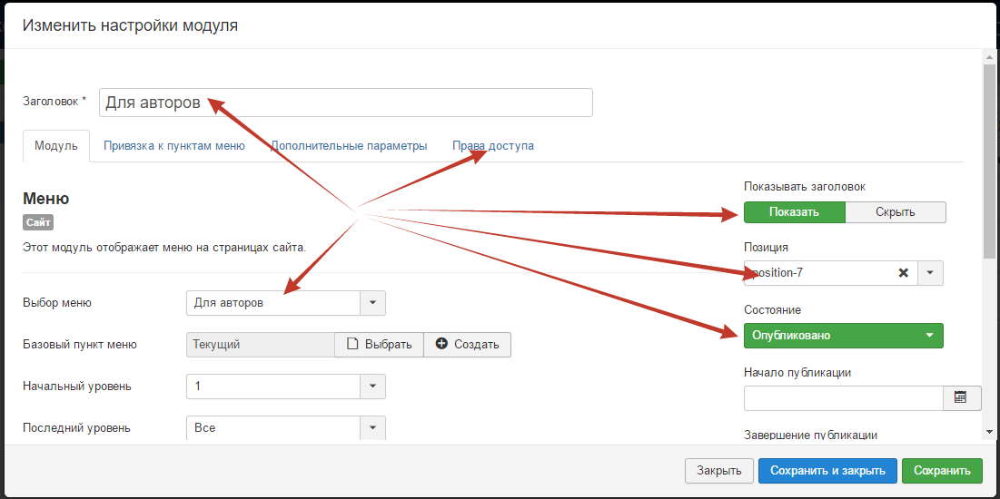 Изменить настройки модуля
Заголовок *
Для авторов
Модуль
Привязка к пунктам меню
Дополнительные параметры
Права доступа
Меню
Сайт
Этот модуль отображает меню на страницах сайта.
Выбор меню
Для авторов
Базовый пункт меню
Текущий
Выбрать
Создать
Начальный уровень
1
Последний уровень
Все
Показывать заголовок
Показать
Скрыть
Позиция
position-7
Состояние
Опубликовано
Начало публикации
Завершение публикации
Закрыть
Сохранить и закрыть
Сохранить